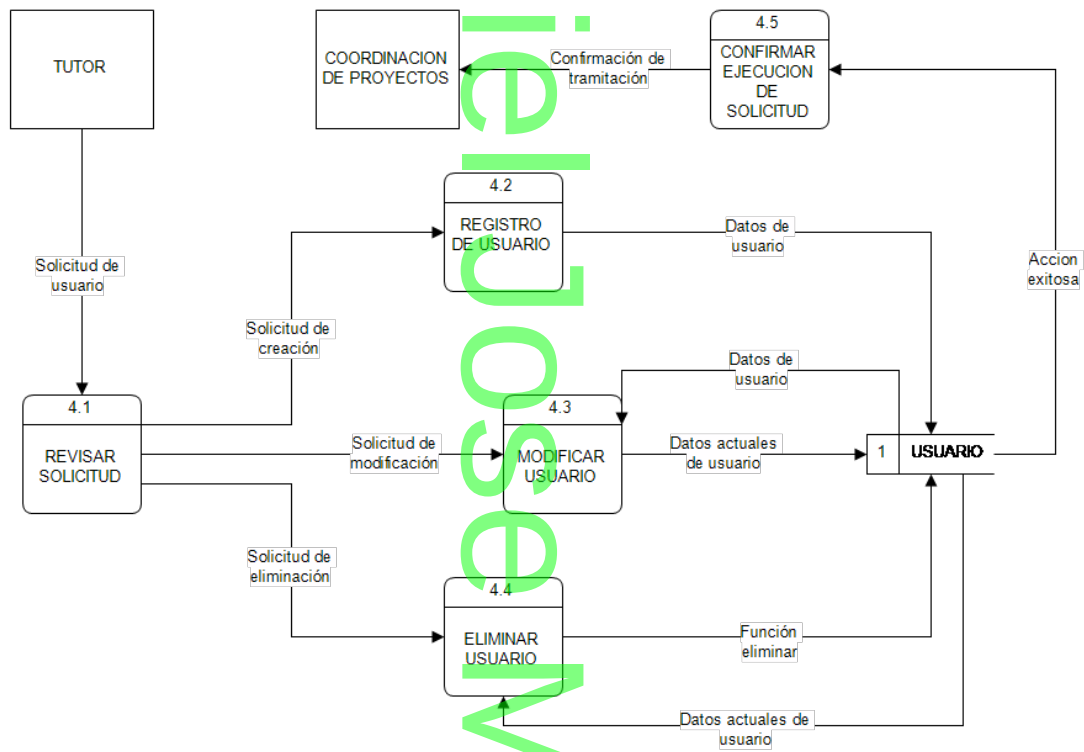 TUTOR
COORDINACION
DE PROYECTOS
Confirmación de
tramitación
4.5
CONFIRMAR
EJECUCION
DE
SOLICITUD
4.2
REGISTRO
DE USUARIO
Datos de
usuario
Accion
exitosa
Solicitud de
usuario
Solicitud de
creación
Datos de
usuario
4.1
REVISAR
SOLICITUD
Solicitud de
modificación
4.3
MODIFICAR
USUARIO
Datos actuales
de usuario
1
USUARIO
Solicitud de
eliminación
4.4
ELIMINAR
USUARIO
Función
eliminar
Datos actuales de
usuario
iel Jose